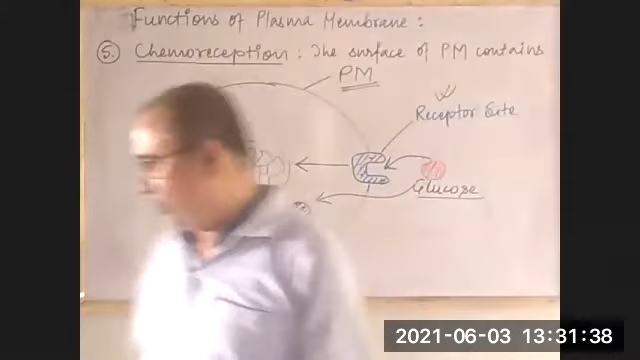 Functions of Plasma Membrane :
5. Chemoreception : The surface of PM contains
PM
Receptor Site
Glucose
2021-06-03 13:31:38